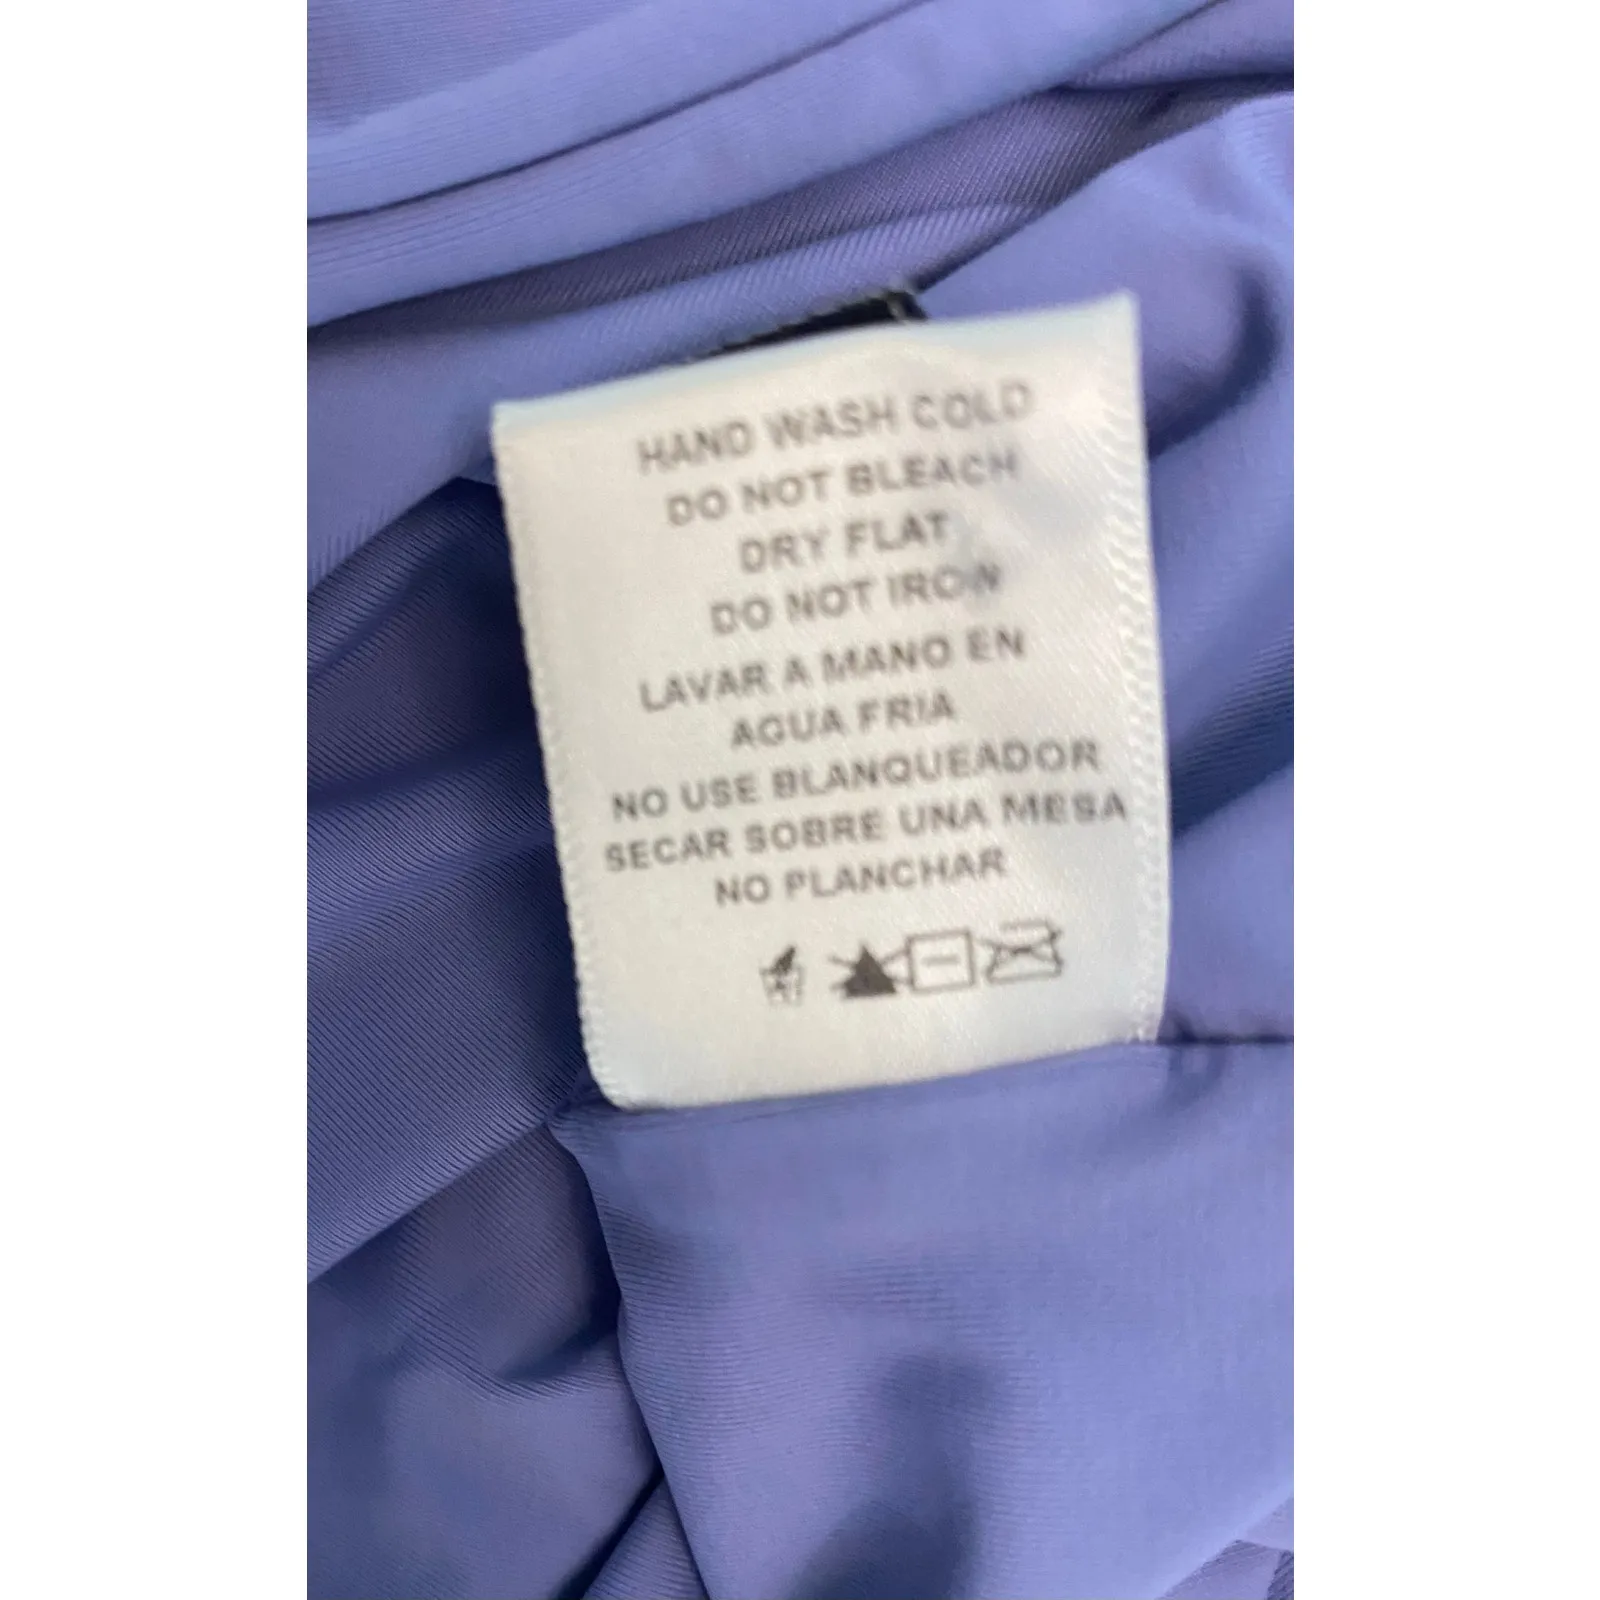 HAND WASH COLD
DO NOT BLEACH
DRY FLAT
DO NOT IRON
LAVAR A MANO EN
AGUA FRIA
NO USE BLANQUEADOR
SECAR SOBRE UNA MESA
NO PLANCHAR